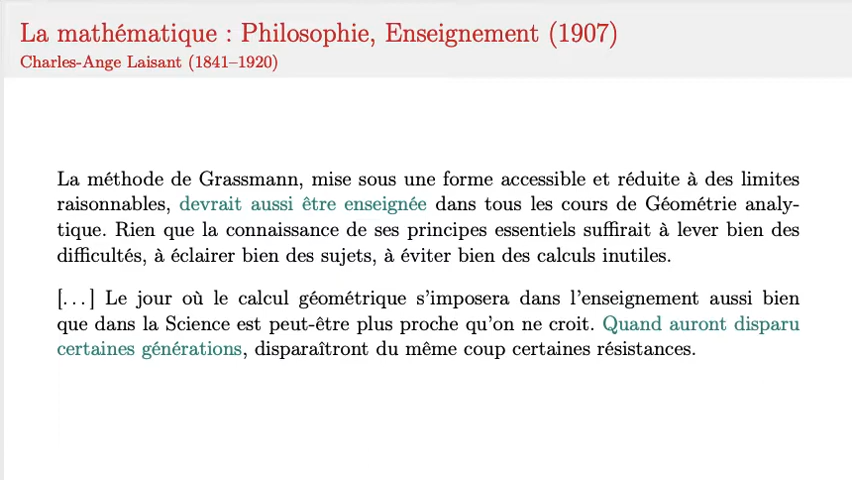 La mathématique : Philosophie, Enseignement (1907)
Charles-Ange Laisant (1841–1920)
La méthode de Grassmann, mise sous une forme accessible et réduite à des limites
raisonnables, devrait aussi être enseignée dans tous les cours de Géométrie analy-
tique. Rien que la connaissance de ses principes essentiels suffirait à lever bien des
difficultés, à éclairer bien des sujets, à éviter bien des calculs inutiles.
[…] Le jour où le calcul géométrique s'imposera dans l'enseignement aussi bien
que dans la Science est peut-être plus proche qu'on ne croit. Quand auront disparu
certaines générations, disparaîtront du même coup certaines résistances.